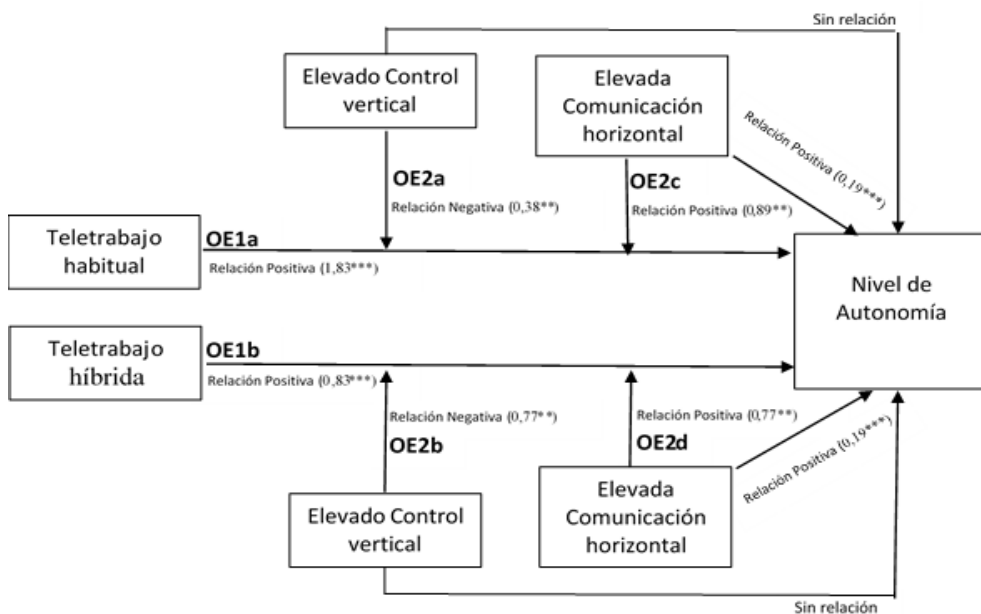 Sin relación
Elevado Control
vertical
Elevada
Comunicación
horizontal
Relación Positiva (0,19***)
OE2a
Relación Negativa (0,38**)
OE2c
Relación Positiva (0,89**)
Teletrabajo
habitual
OE1a
Relación Positiva (1,83***)
Nivel de
Autonomía
Teletrabajo
híbrida
OE1b
Relación Positiva (0,83***)
Relación Negativa (0,77**)
OE2b
Relación Positiva (0,77**)
OE2d
Relación Positiva (0,19***)
Elevado Control
vertical
Elevada
Comunicación
horizontal
Sin relación